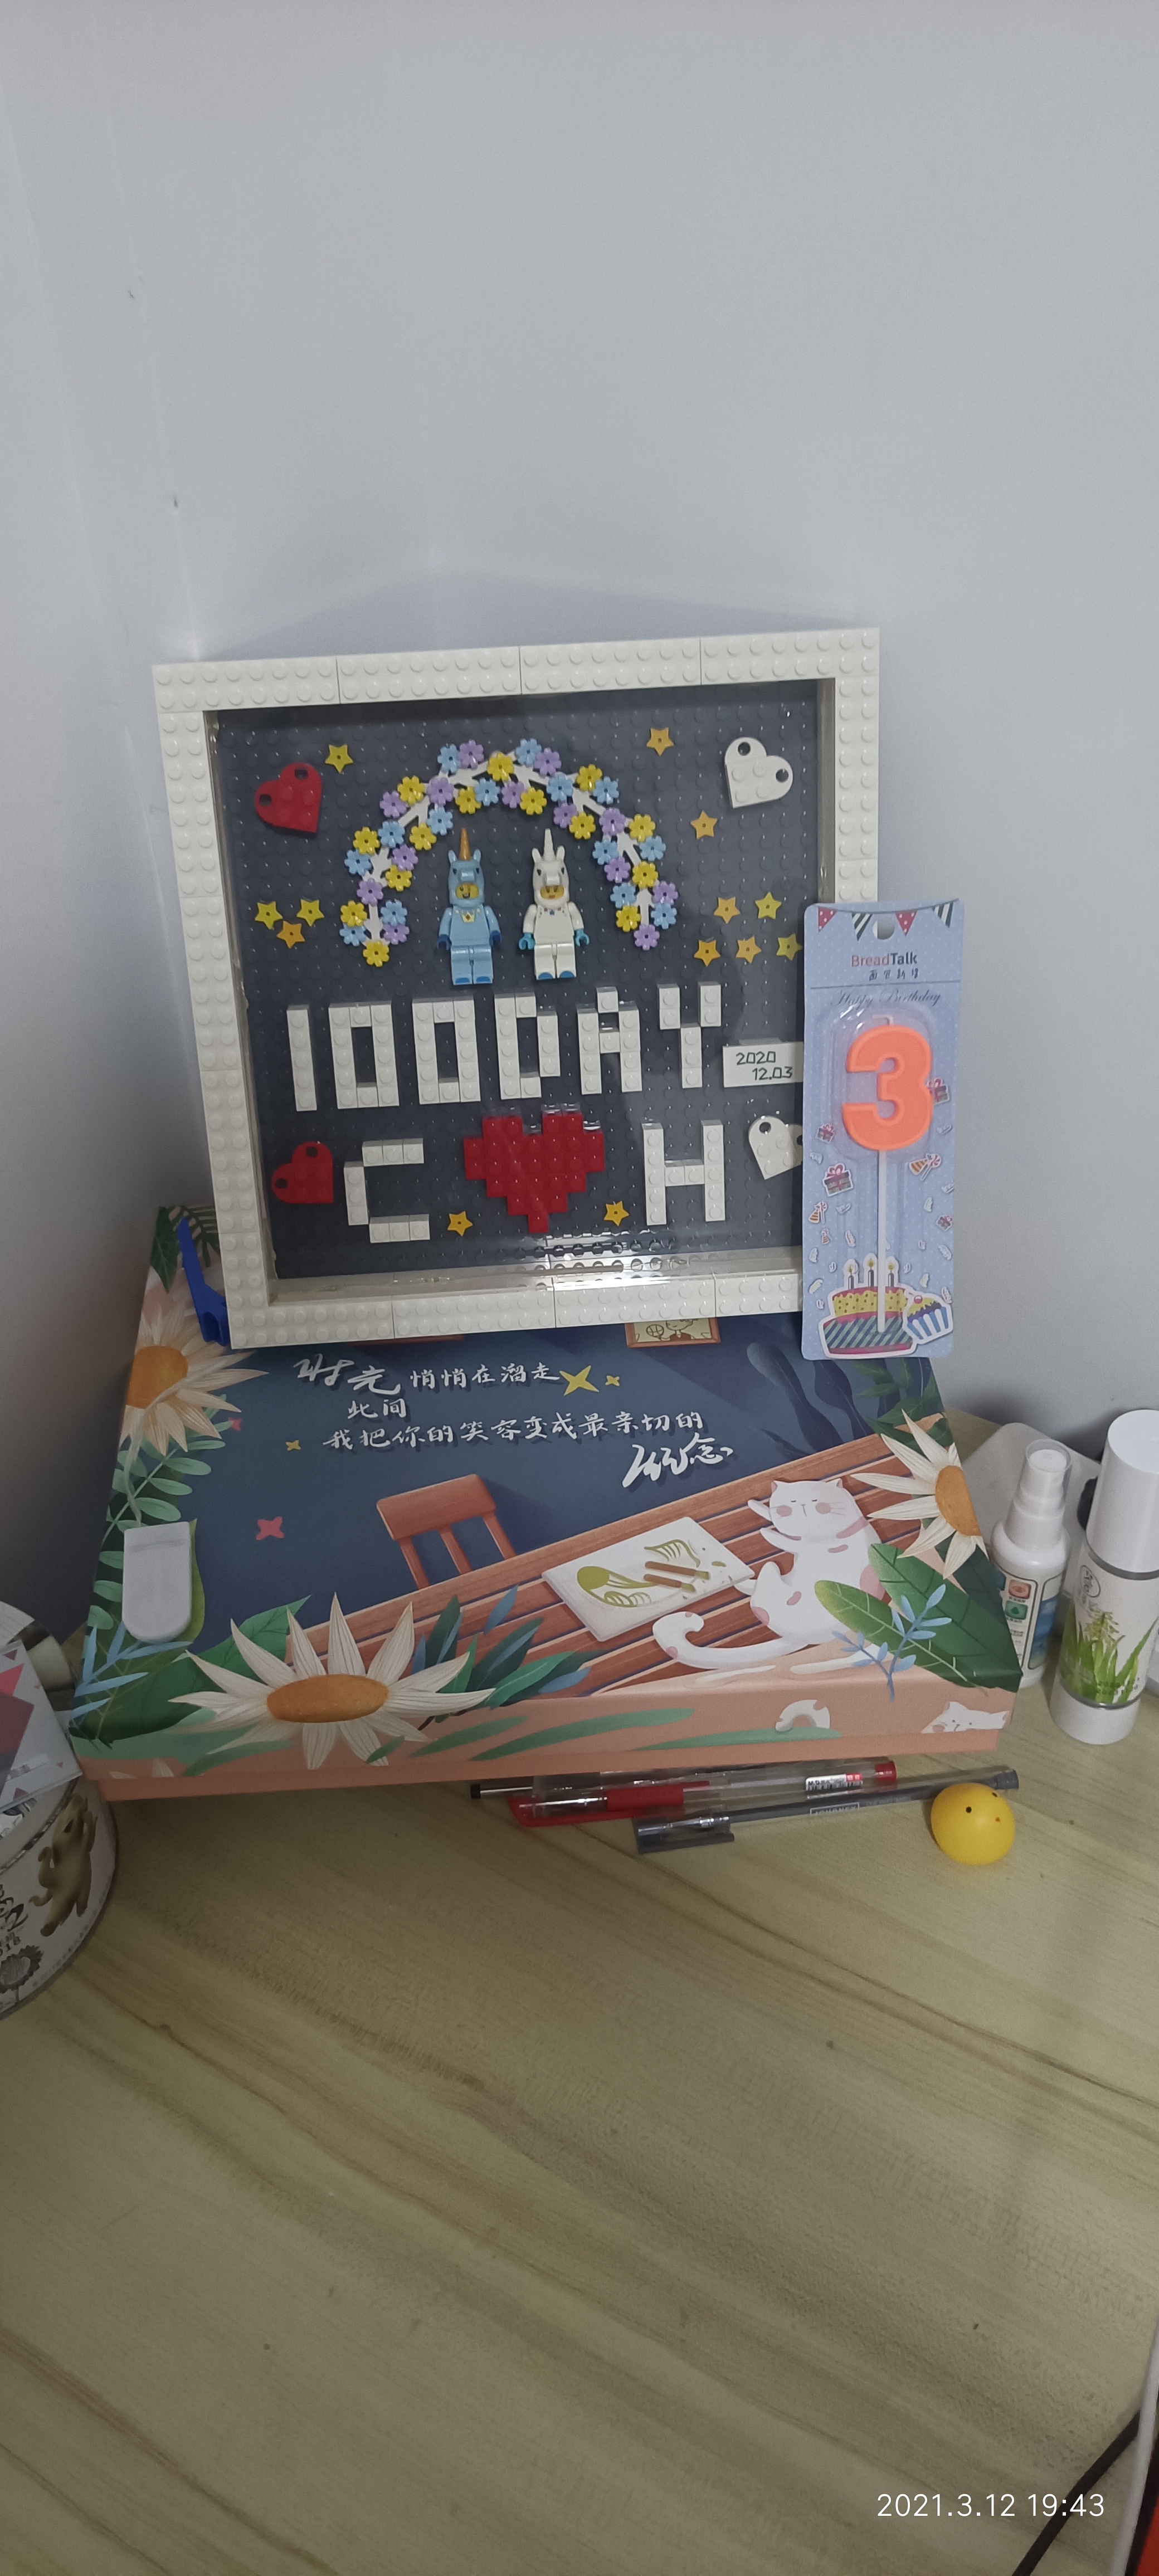 100DAY
2020
12.03
C H
BreadTalk
面包新语
Happy Birthday
3
时光 悄悄在溜走
此间
我把你的笑容变成最亲切的
纪念
2021.3.12 19:43